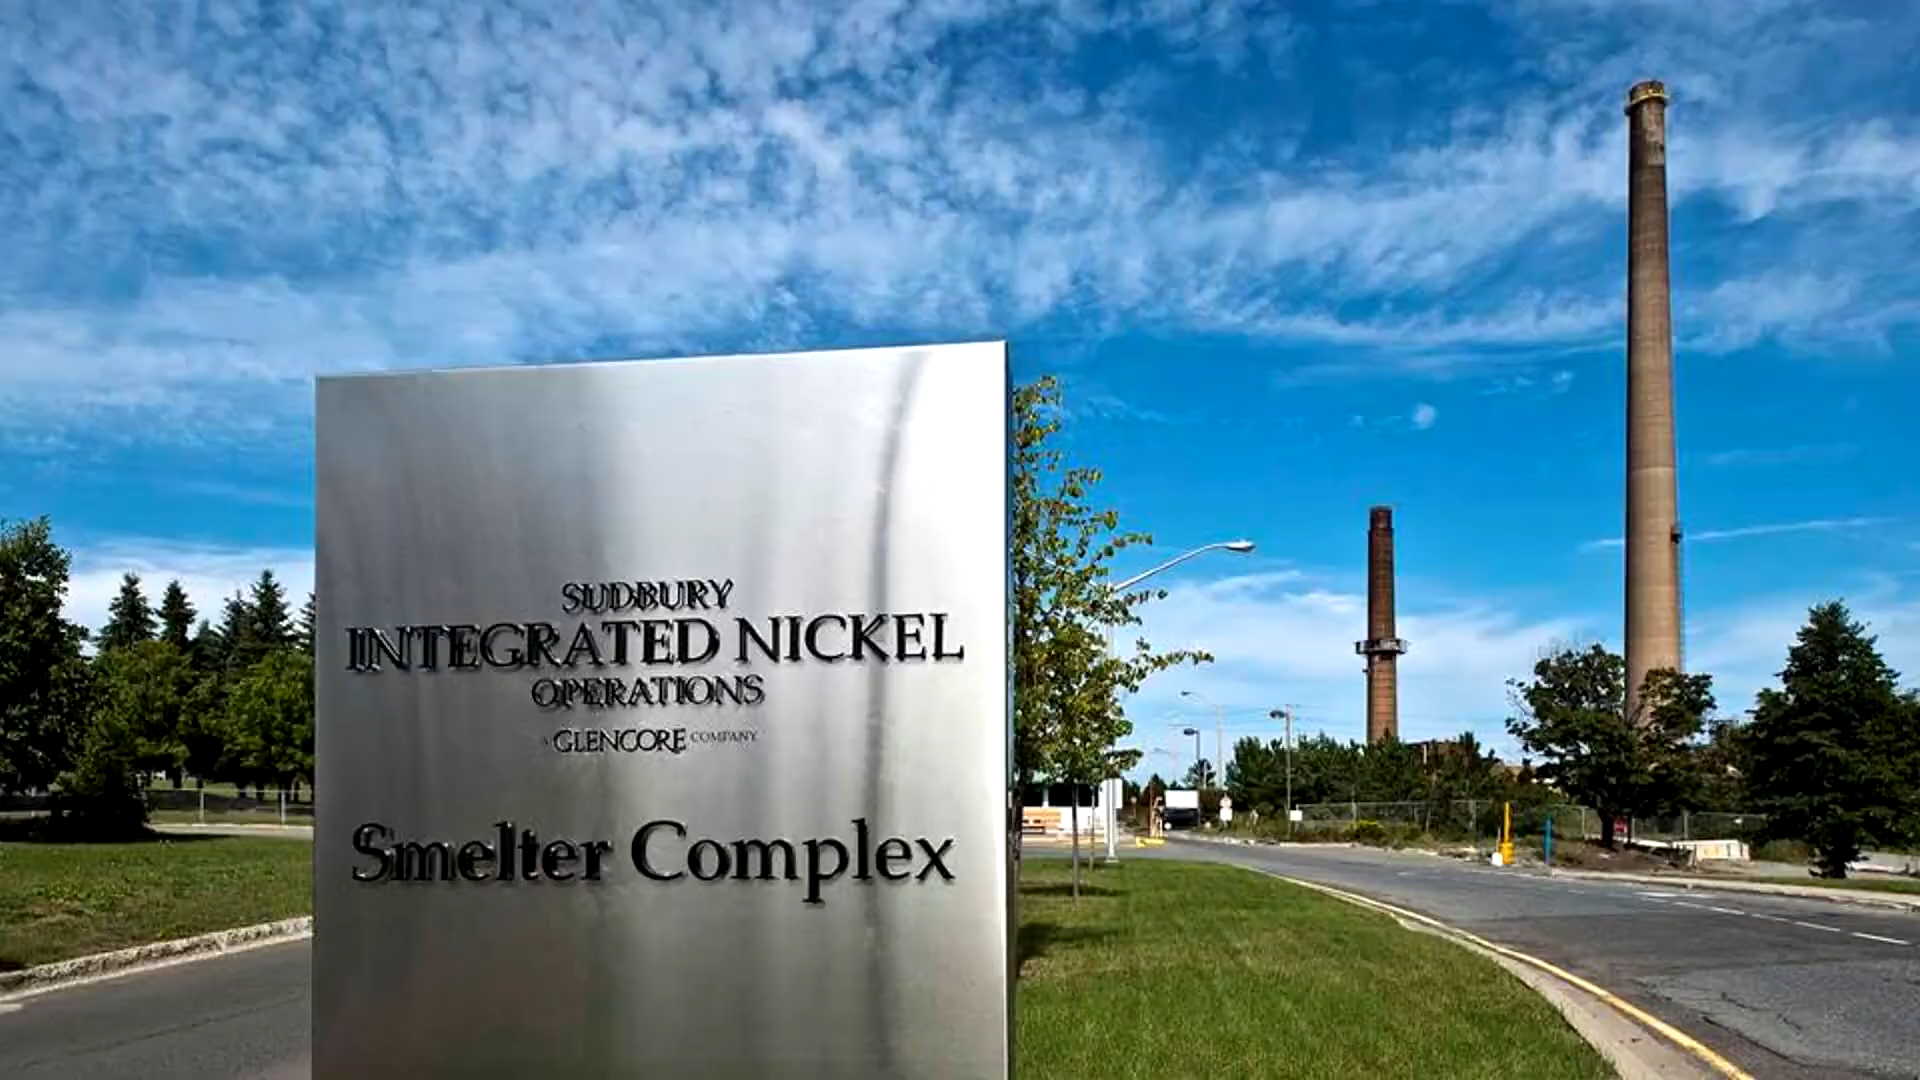 SUDBURY
INTEGRATED NICKEL
OPERATIONS
A GLENCORE COMPANY
Smelter Complex